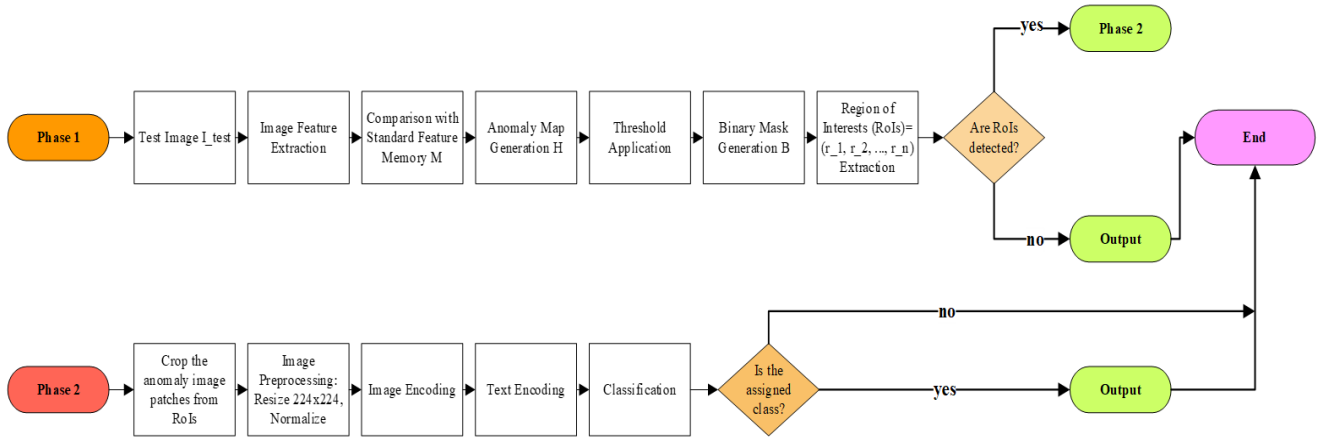 yes
Phase 2
Phase 1
Test Image I_test
Image Feature
Extraction
Comparison with
Standard Feature
Memory M
Anomaly Map
Generation H
Threshold
Application
Binary Mask
Generation B
Region of
Interests (RoIs)=
(r_1, r_2, ..., r_n)
Extraction
Are RoIs
detected?
End
no
Output
no
Phase 2
Crop the
anomaly image
patches from
RoIs
Image
Preprocessing:
Resize 224x224,
Normalize
Image Encoding
Text Encoding
Classification
Is the
assigned
class?
yes
Output